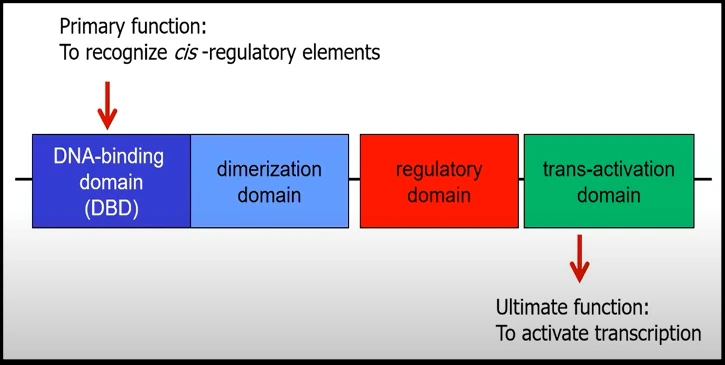 Primary function:
To recognize cis -regulatory elements
DNA-binding
domain
(DBD)
dimerization
domain
regulatory
domain
trans-activation
domain
Ultimate function:
To activate transcription